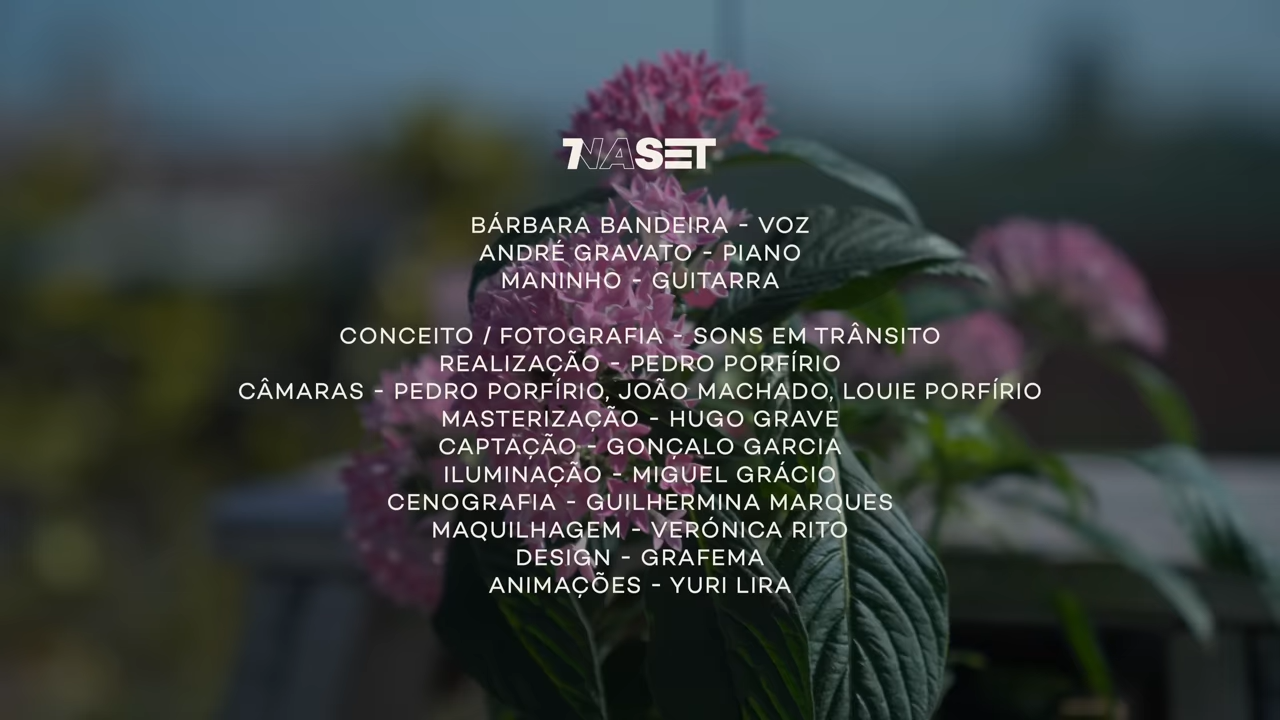 7NASET
BÁRBARA BANDEIRA - VOZ
ANDRÉ GRAVATO - PIANO
MANINHO - GUITARRA
CONCEITO / FOTOGRAFIA - SONS EM TRÂNSITO
REALIZAÇÃO - PEDRO PORFÍRIO
CÂMARAS - PEDRO PORFÍRIO, JOÃO MACHADO, LOUIE PORFÍRIO
MASTERIZAÇÃO - HUGO GRAVE
CAPTAÇÃO - GONÇALO GARCIA
ILUMINAÇÃO - MIGUEL GRÁCIO
CENOGRAFIA - GUILHERMINA MARQUES
MAQUILHAGEM - VERÓNICA RITO
DESIGN - GRAFEMA
ANIMAÇÕES - YURI LIRA